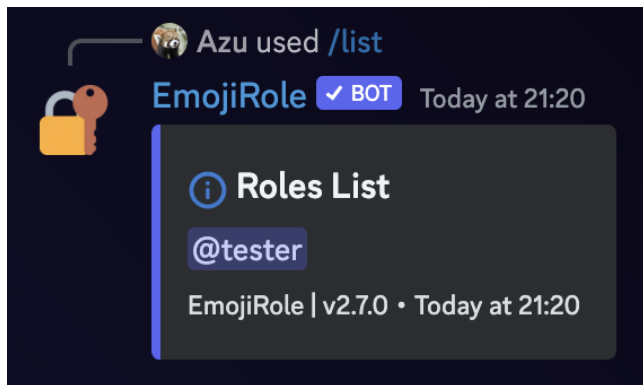 Azu used /list
EmojiRole ✓ BOT Today at 21:20
Roles List
@tester
EmojiRole | v2.7.0 • Today at 21:20